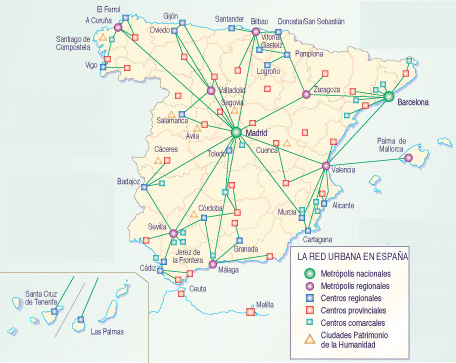 El Ferrol
Gijón
Santander
Bilbao
Donostia/San Sebastián
A Coruña
Oviedo
Vitoria
Gasteiz
Pamplona
Santiago de
Compostela
Vigo
Logroño
Valladolid
Zaragoza
Segovia
Barcelona
Salamanca
Ávila
Madrid
Cuenca
Palma de
Mallorca
Cáceres
Toledo
Valencia
Badajoz
Sevilla
Córdoba
Murcia
Alicante
Cartagena
Jerez de
la Frontera
Granada
Cádiz
Málaga
Ceuta
Melilla
Santa Cruz
de Tenerife
Las Palmas
LA RED URBANA EN ESPAÑA
Metrópolis nacionales
Metrópolis regionales
Centros regionales
Centros provinciales
Centros comarcales
Ciudades Patrimonio
de la Humanidad